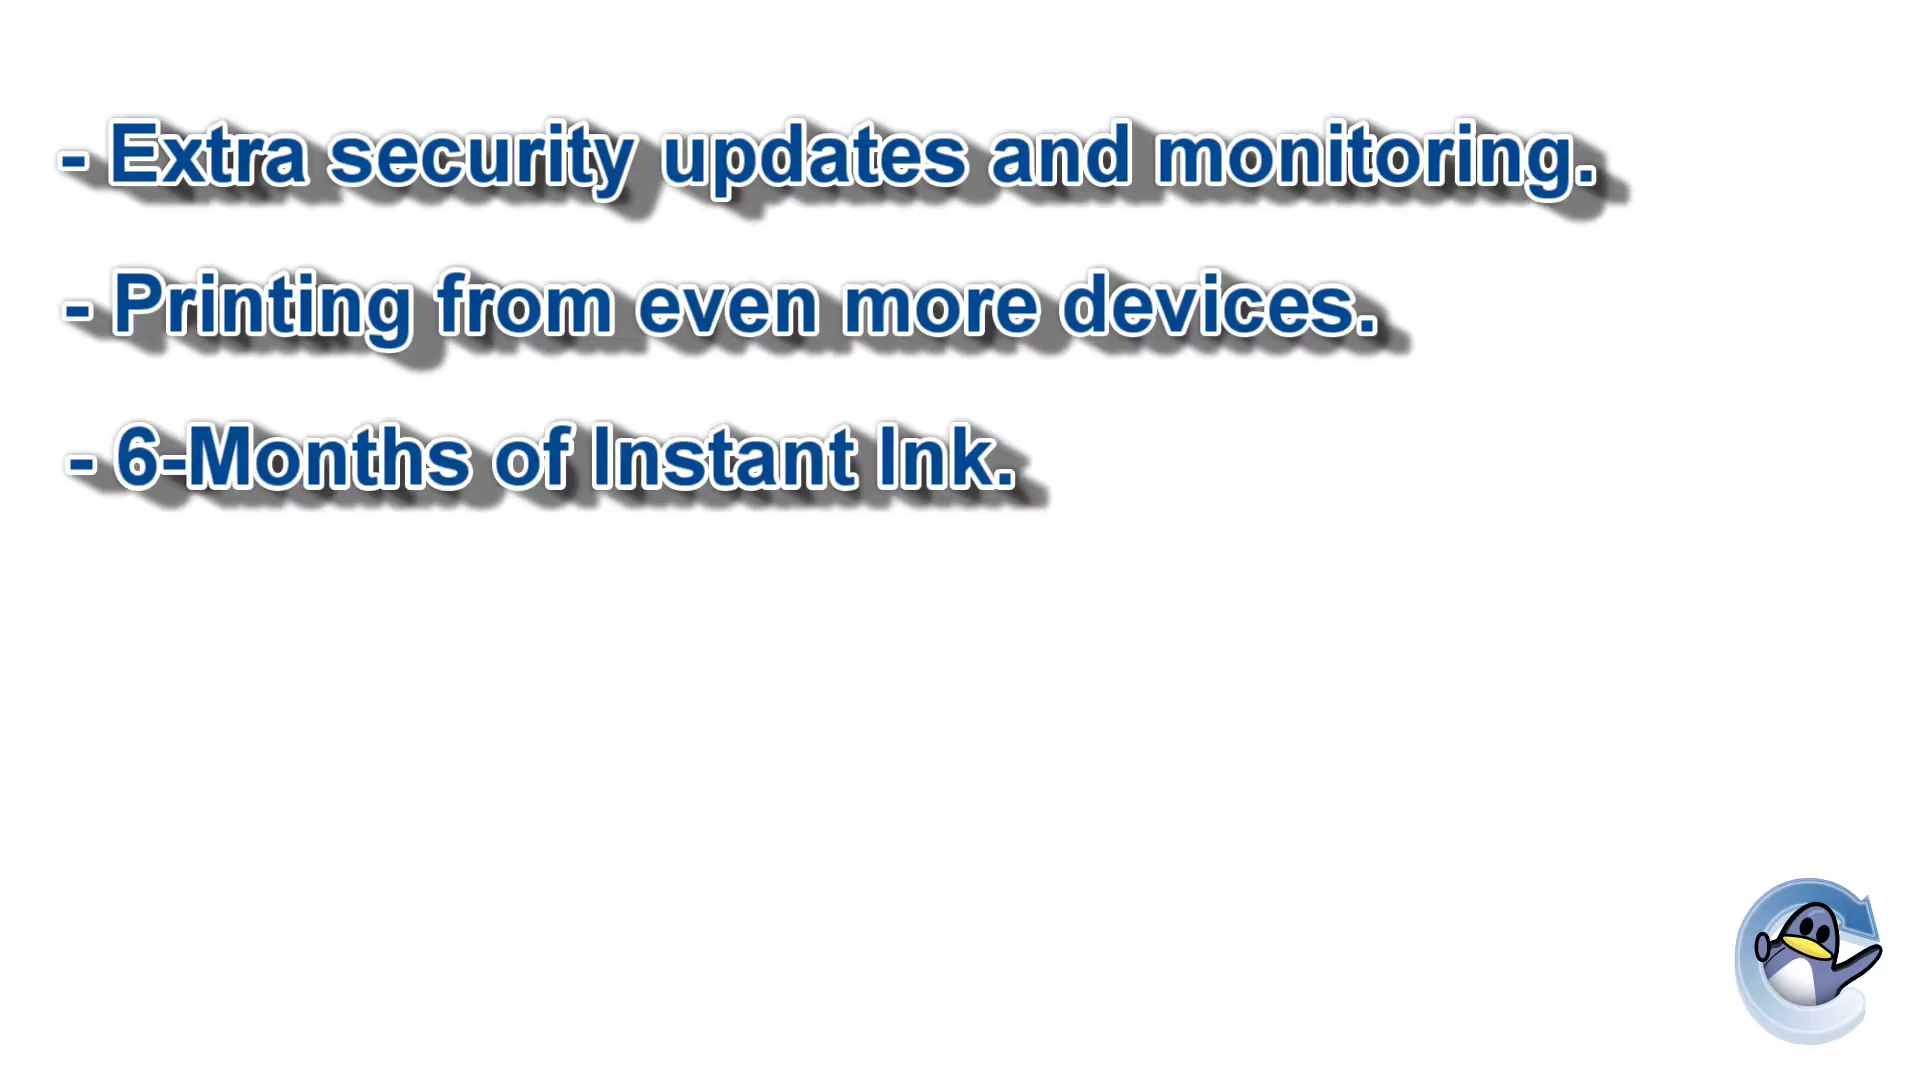 - Extra security updates and monitoring.
- Printing from even more devices.
- 6-Months of Instant Ink.